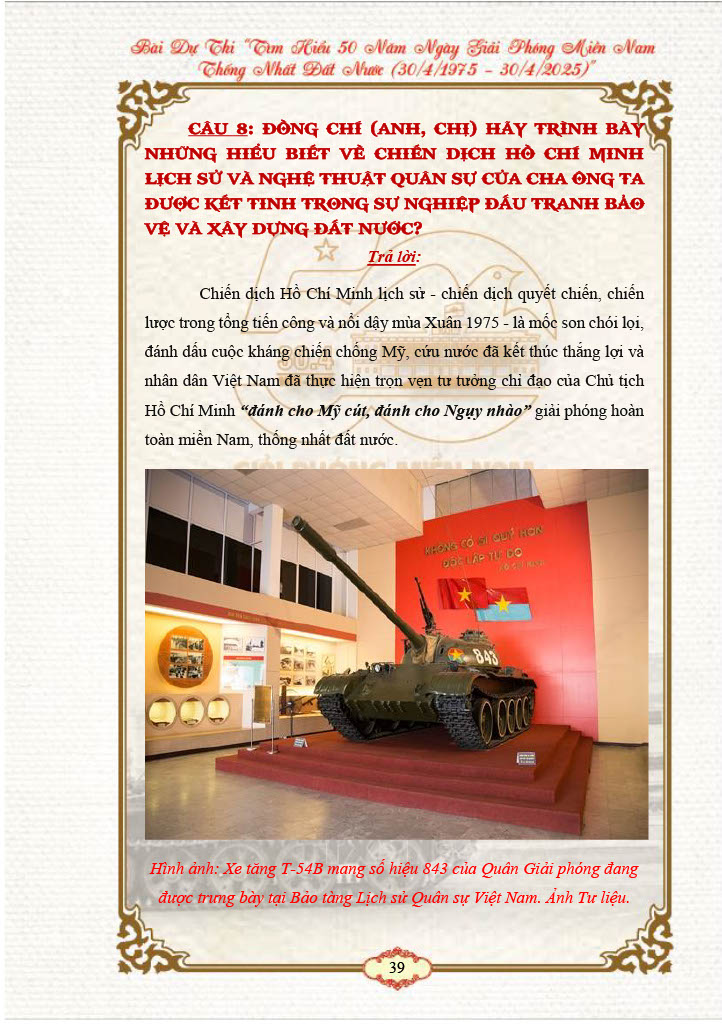 Bài Dự Thi "Tìm Hiểu 50 Năm Ngày Giải Phóng Miền Nam
Thống Nhất Đất Nước (30/4/1975 - 30/4/2025)"
CÂU 8: ĐỒNG CHÍ (ANH, CHỊ) HÃY TRÌNH BÀY
NHỮNG HIỂU BIẾT VỀ CHIẾN DỊCH HỒ CHÍ MINH
LỊCH SỬ VÀ NGHỆ THUẬT QUÂN SỰ CỦA CHA ÔNG TA
ĐƯỢC KẾT TINH TRONG SỰ NGHIỆP ĐẤU TRANH BẢO
VỆ VÀ XÂY DỰNG ĐẤT NƯỚC?
Trả lời:
Chiến dịch Hồ Chí Minh lịch sử - chiến dịch quyết chiến, chiến
lược trong tổng tiến công và nổi dậy mùa Xuân 1975 - là mốc son chói lọi,
đánh dấu cuộc kháng chiến chống Mỹ, cứu nước đã kết thúc thắng lợi và
nhân dân Việt Nam đã thực hiện trọn vẹn tư tưởng chỉ đạo của Chủ tịch
Hồ Chí Minh "đánh cho Mỹ cút, đánh cho Ngụy nhào" giải phóng hoàn
toàn miền Nam, thống nhất đất nước.
50
30.4
GIẢI PHÓNG MIỀN NAM
KHÔNG CÓ GÌ QUÝ HƠN
ĐỘC LẬP TỰ DO
843
Hình ảnh: Xe tăng T-54B mang số hiệu 843 của Quân Giải phóng đang
được trưng bày tại Bảo tàng Lịch sử Quân sự Việt Nam. Ảnh Tư liệu.
39